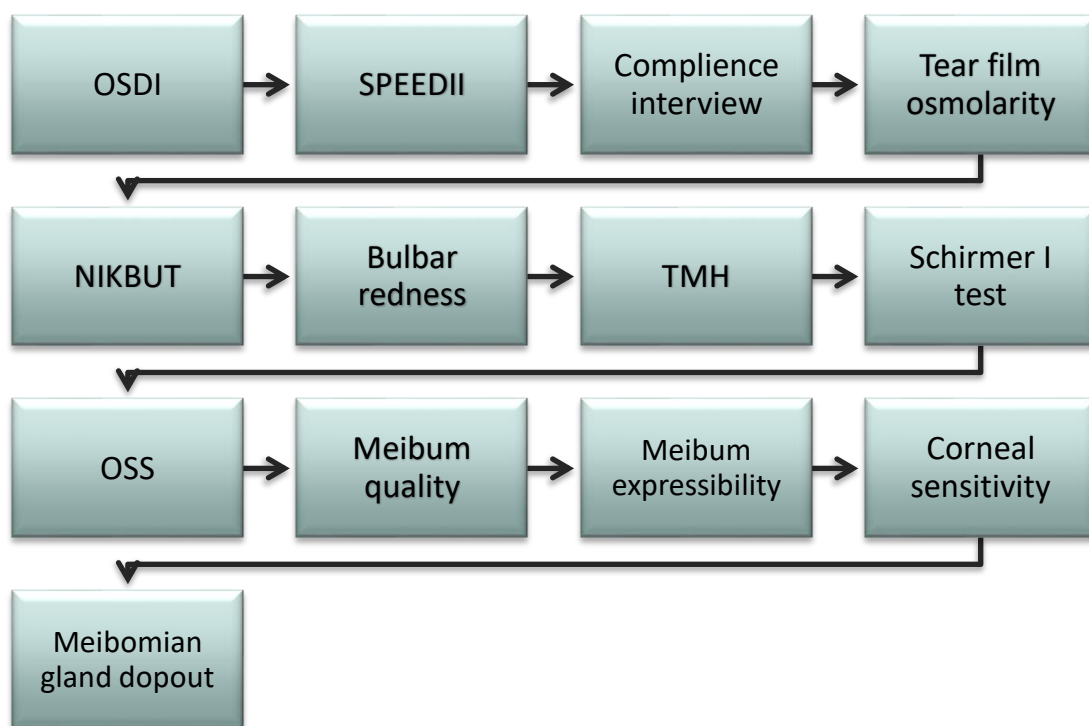 OSDI
SPEEDII
Complience
interview
Tear film
osmolarity
NIKBUT
Bulbar
redness
TMH
Schirmer I
test
OSS
Meibum
quality
Meibum
expressibility
Corneal
sensitivity
Meibomian
gland dopout